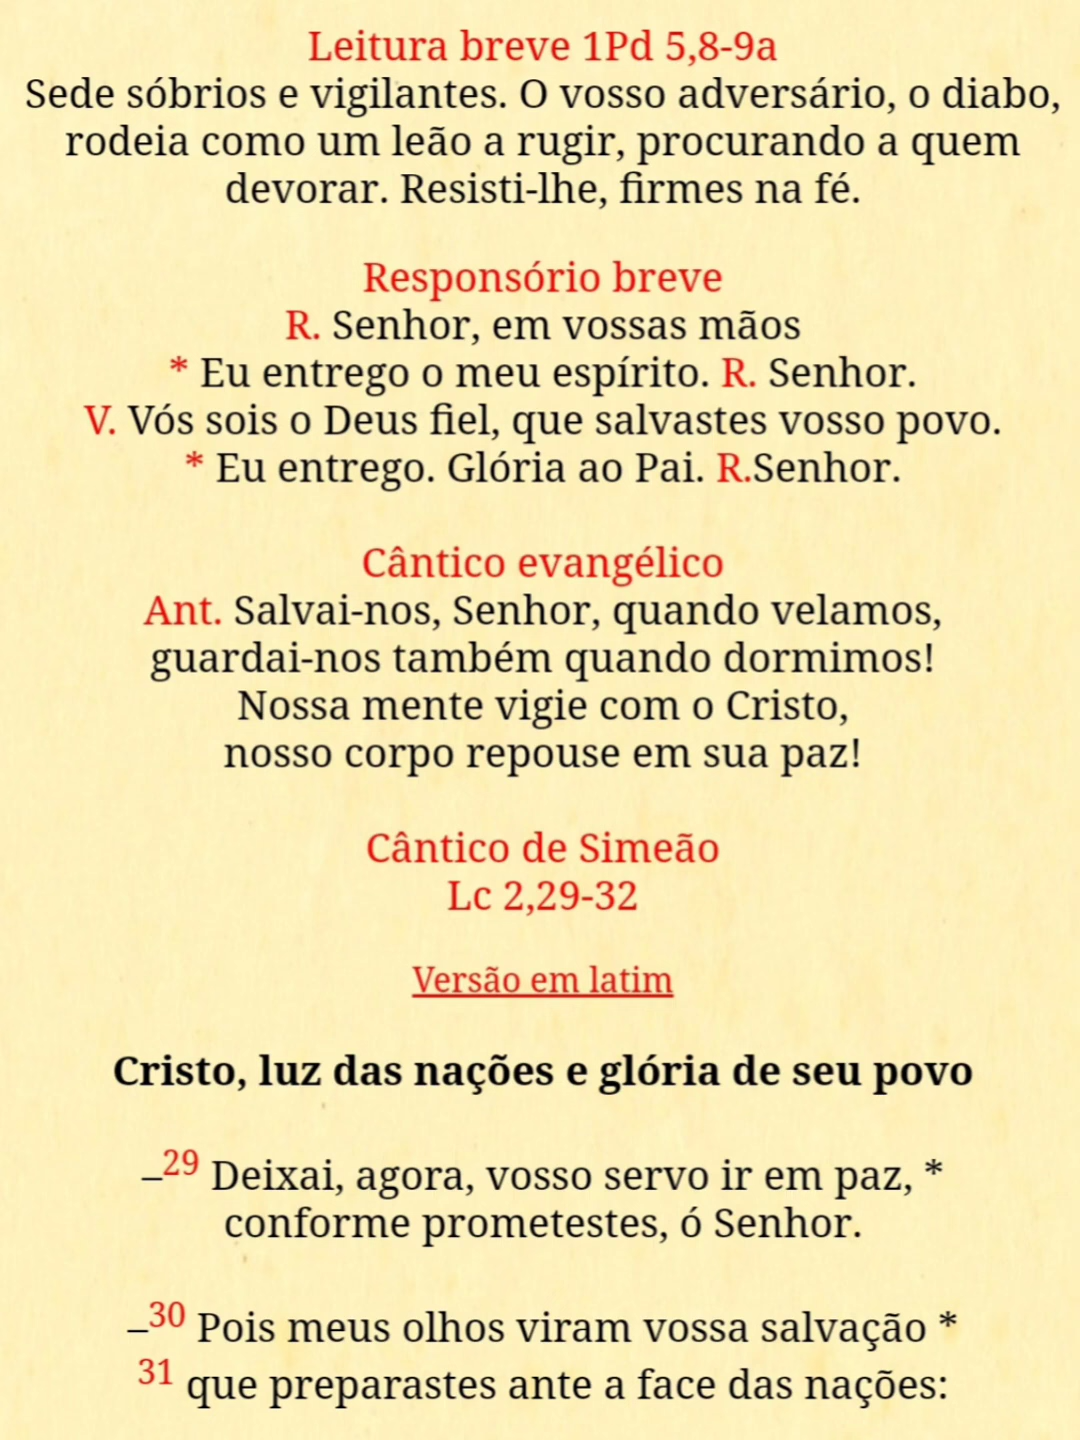 Leitura breve 1Pd 5,8-9a
Sede sóbrios e vigilantes. O vosso adversário, o diabo,
rodeia como um leão a rugir, procurando a quem
devorar. Resisti-lhe, firmes na fé.
Responsório breve
R. Senhor, em vossas mãos
* Eu entrego o meu espírito. R. Senhor.
V. Vós sois o Deus fiel, que salvastes vosso povo.
* Eu entrego. Glória ao Pai. R.Senhor.
Cântico evangélico
Ant. Salvai-nos, Senhor, quando velamos,
guardai-nos também quando dormimos!
Nossa mente vigie com o Cristo,
nosso corpo repouse em sua paz!
Cântico de Simeão
Lc 2,29-32
Versão em latim
Cristo, luz das nações e glória de seu povo
–29 Deixai, agora, vosso servo ir em paz, *
conforme prometestes, ó Senhor.
–30 Pois meus olhos viram vossa salvação *
31 que preparastes ante a face das nações: